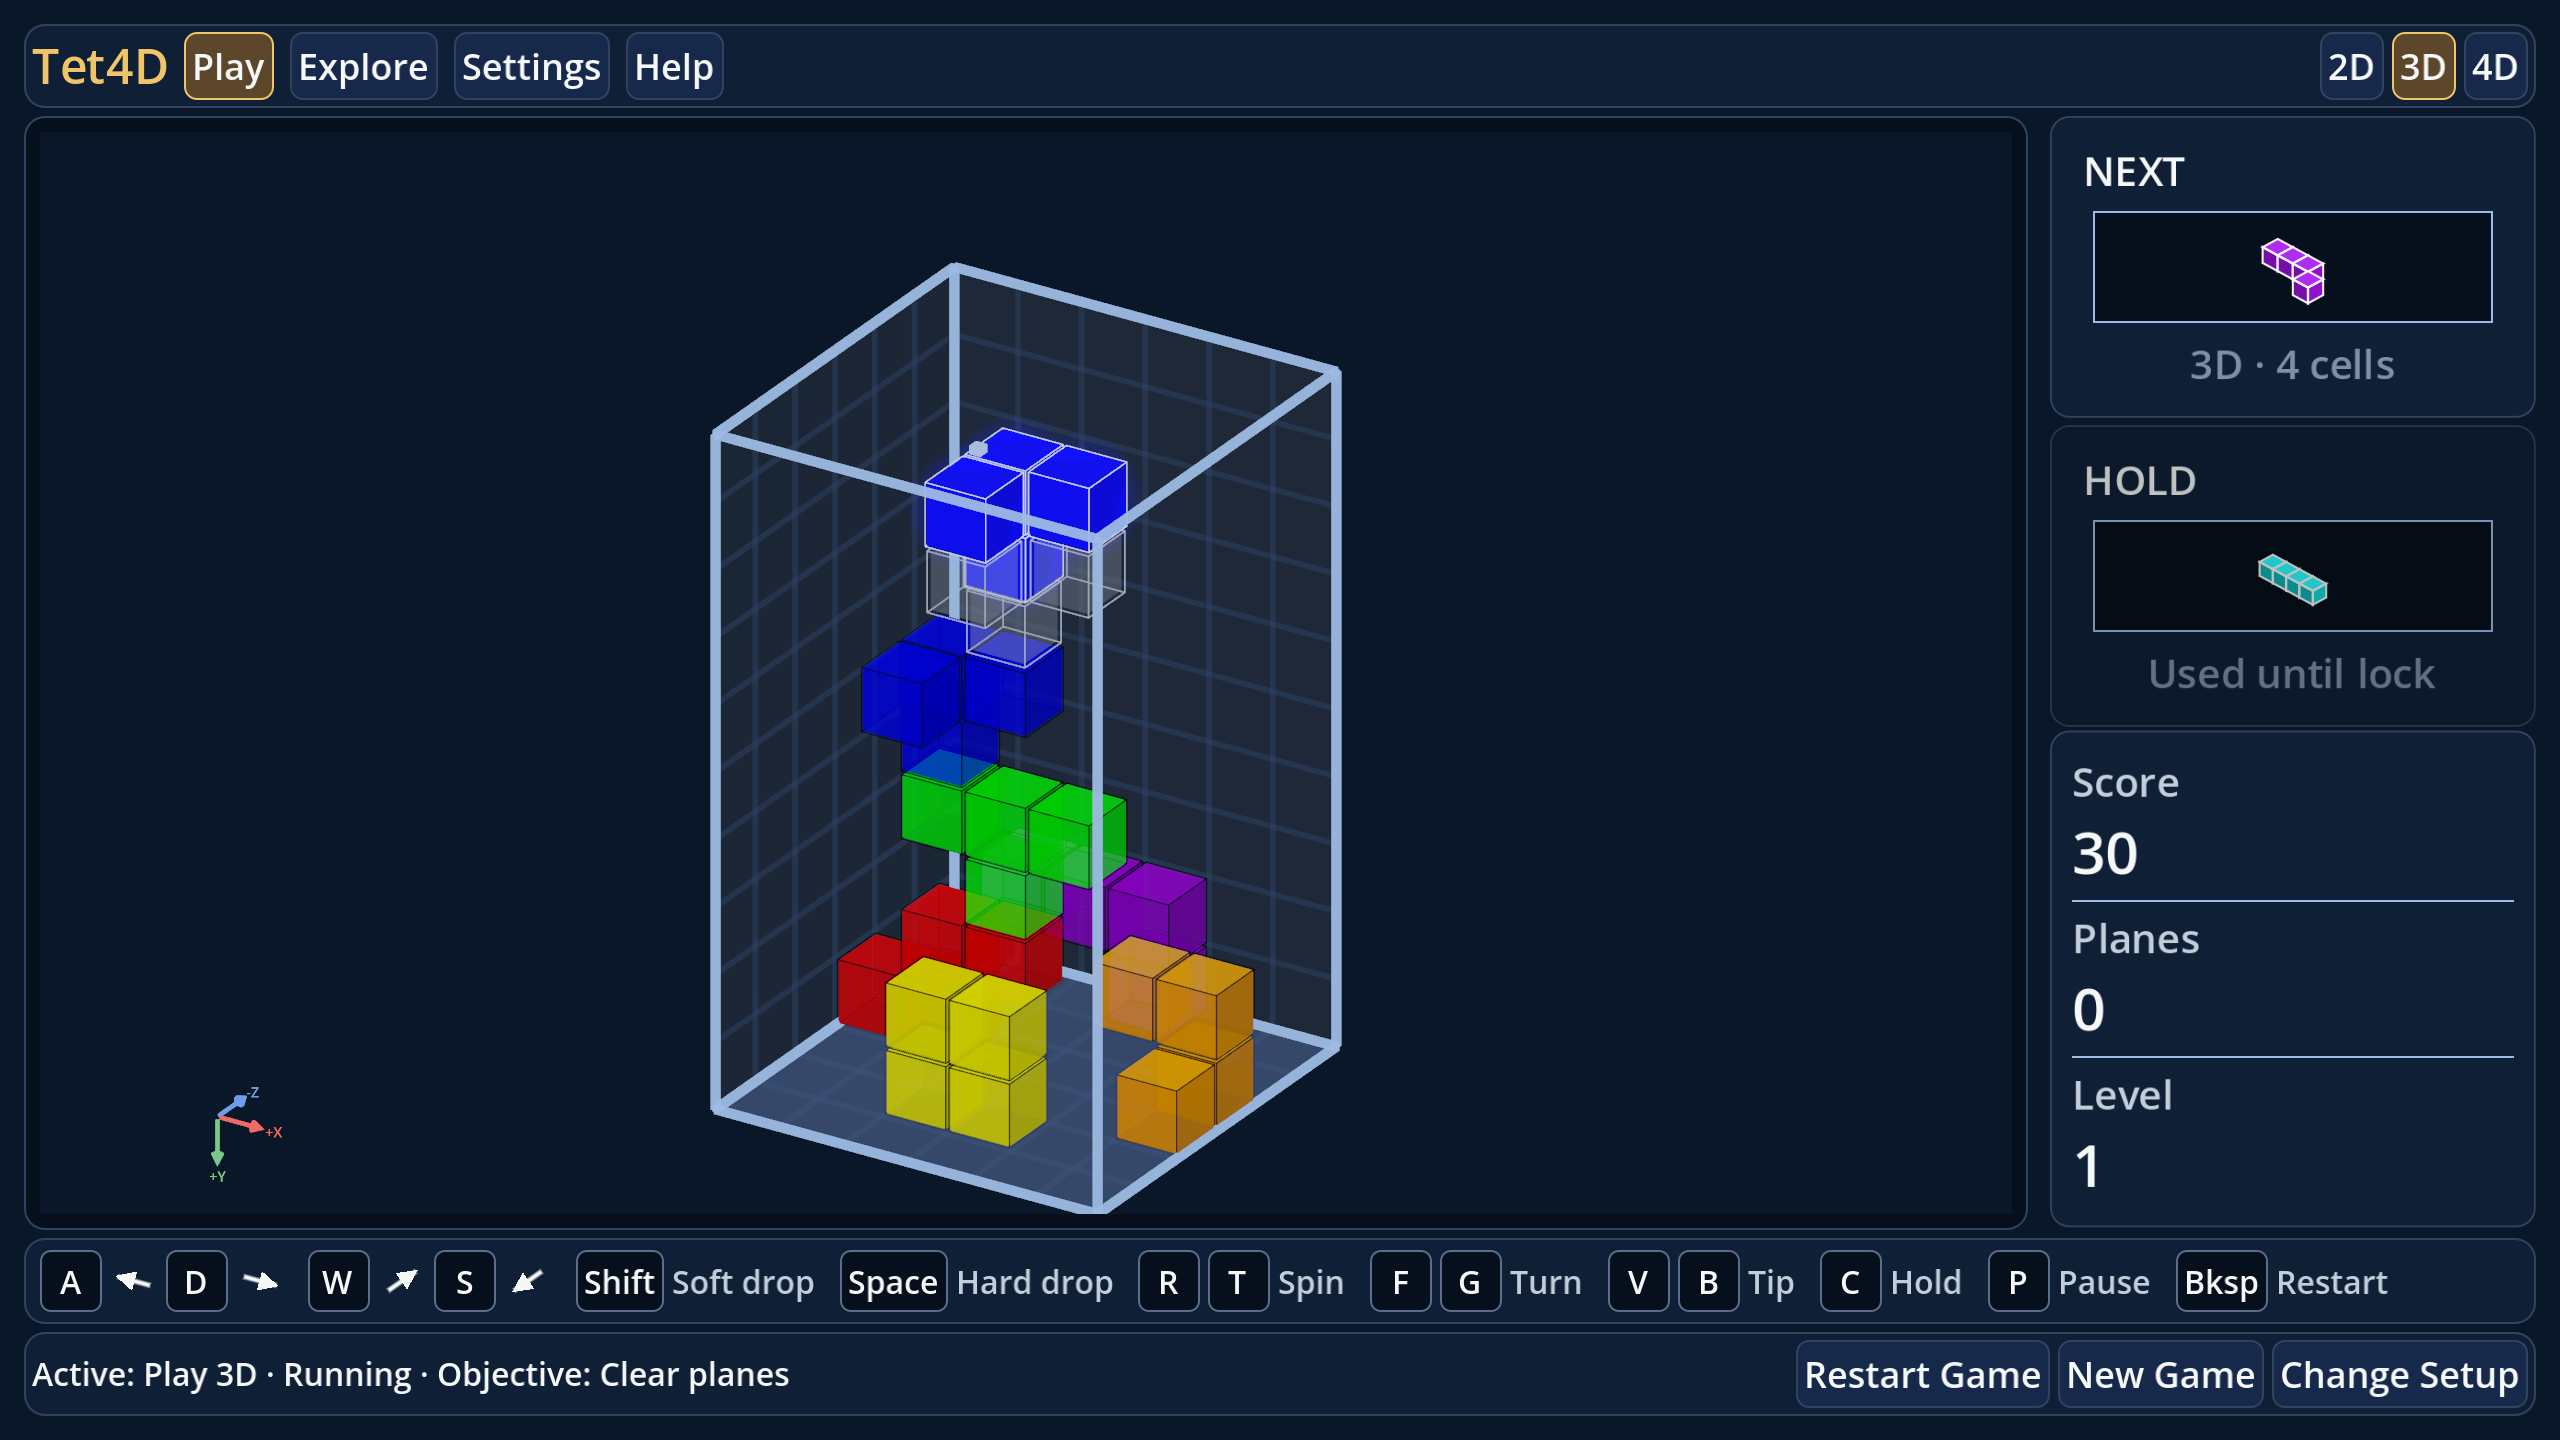 Tet4D Play Explore Settings Help 2D 3D 4D
NEXT
3D · 4 cells
HOLD
Used until lock
Score
30
Planes
0
Level
1
-Z
+X
+Y
A D W S Shift Soft drop Space Hard drop R T Spin F G Turn V B Tip C Hold P Pause Bksp Restart
Active: Play 3D · Running · Objective: Clear planes Restart Game New Game Change Setup